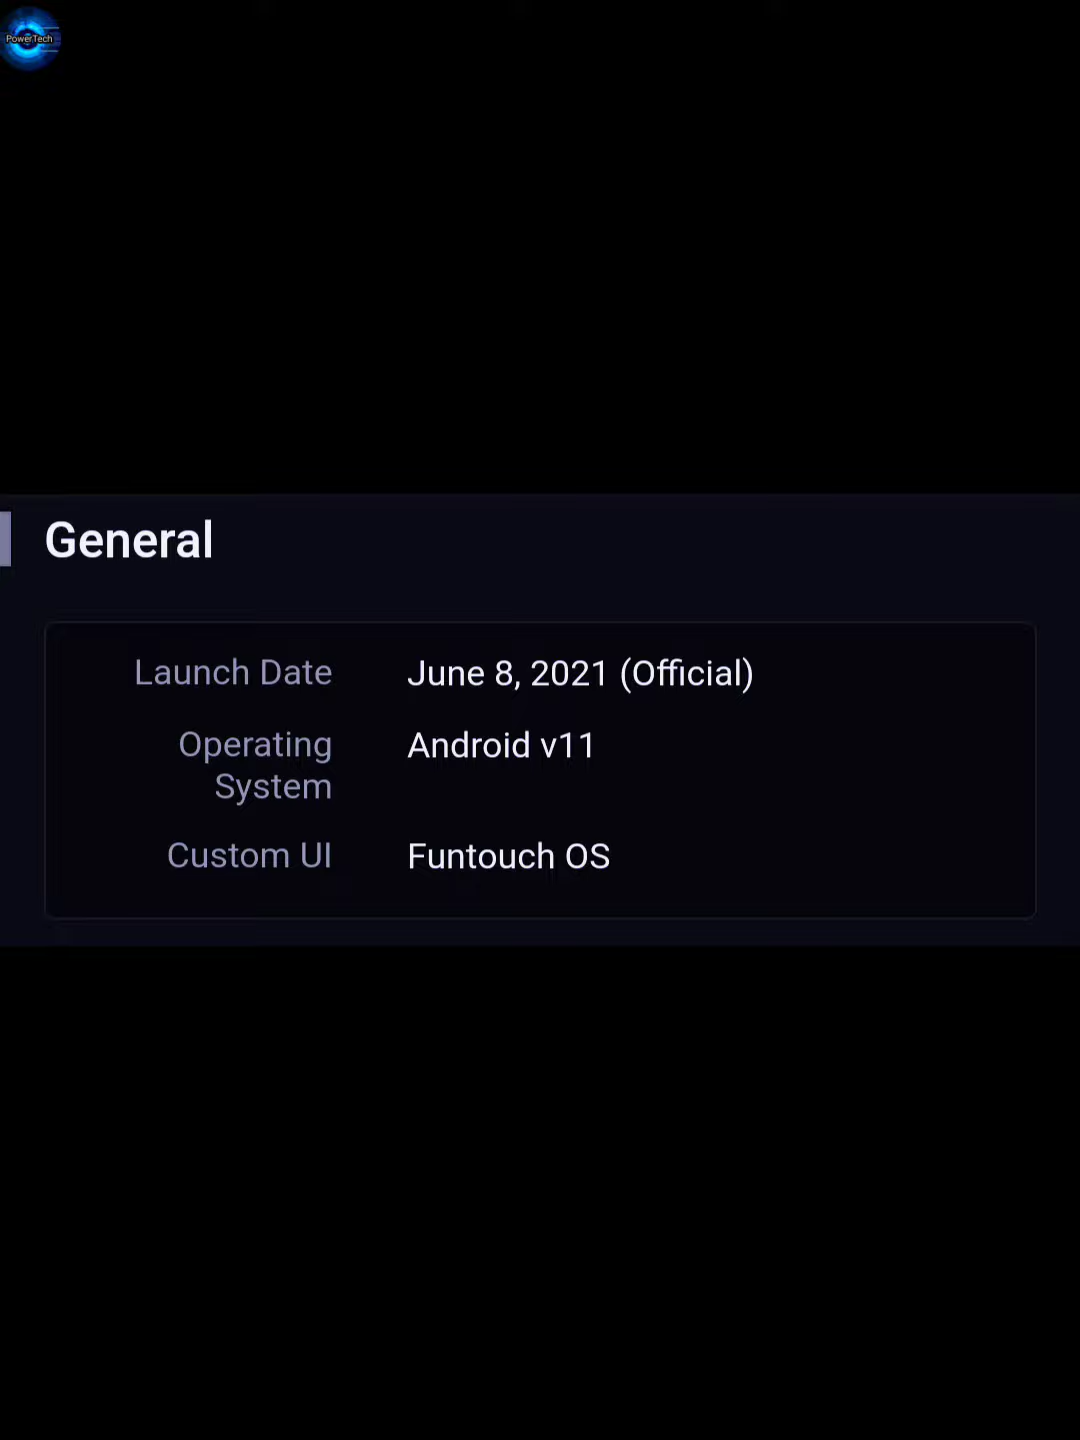 PowerTech
General
Launch Date June 8, 2021 (Official)
Operating System Android v11
Custom UI Funtouch OS